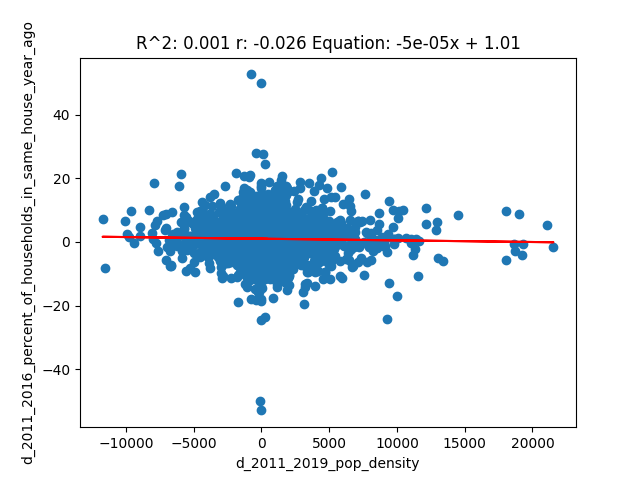 R^2: 0.001 r: -0.026 Equation: -5e-05x + 1.01
d_2011_2016_percent_of_households_in_same_house_year_ago
40
20
0
−20
−40
−10000 −5000 0 5000 10000 15000 20000
d_2011_2019_pop_density